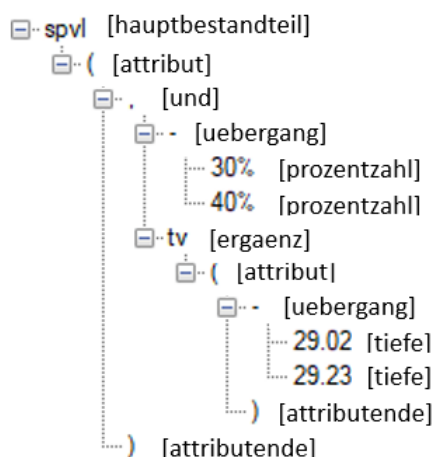 spvl [hauptbestandteil]
( [attribut]
, [und]
- [uebergang]
30% [prozentzahl]
40% [prozentzahl]
tv [ergaenz]
( [attribut]
- [uebergang]
29.02 [tiefe]
29.23 [tiefe]
) [attributende]
) [attributende]